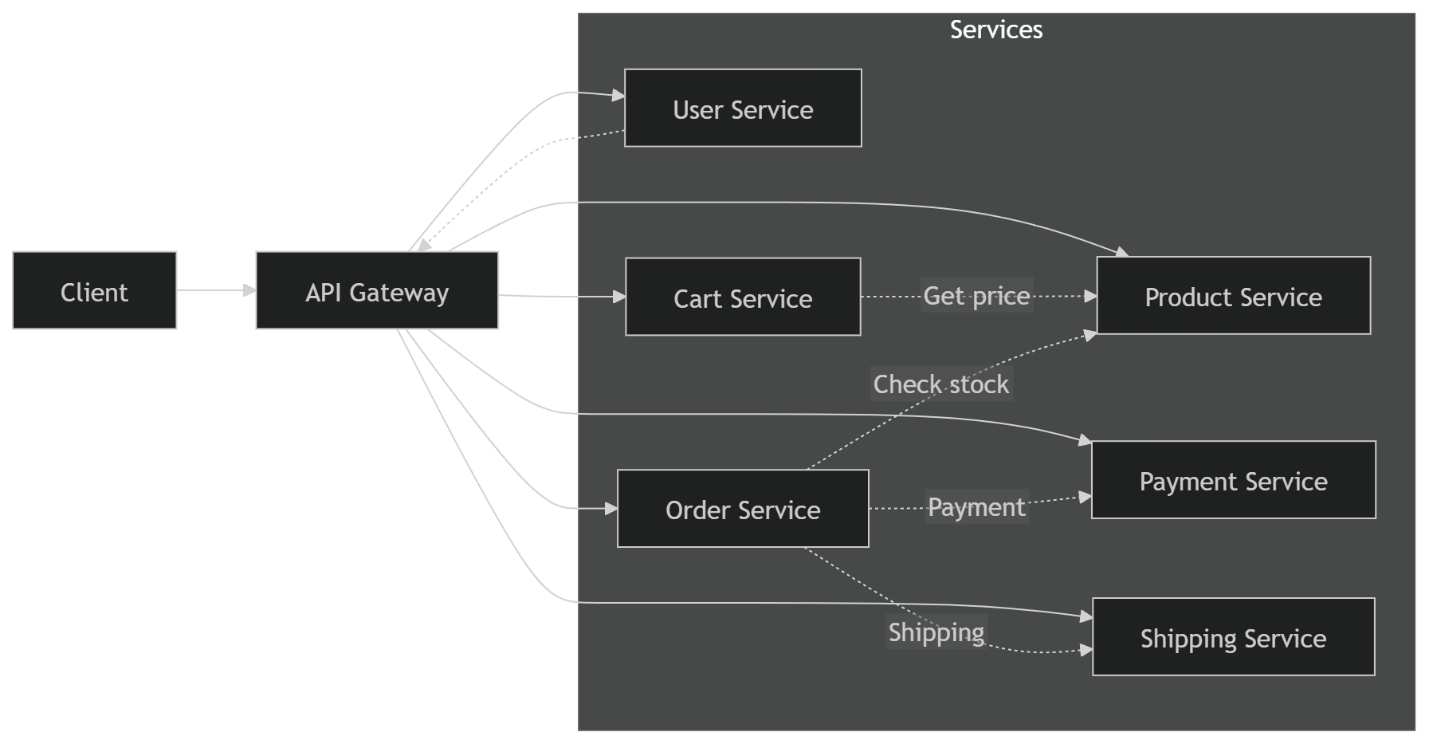 Services
User Service
Client
API Gateway
Cart Service
Get price
Product Service
Check stock
Order Service
Payment
Payment Service
Shipping
Shipping Service